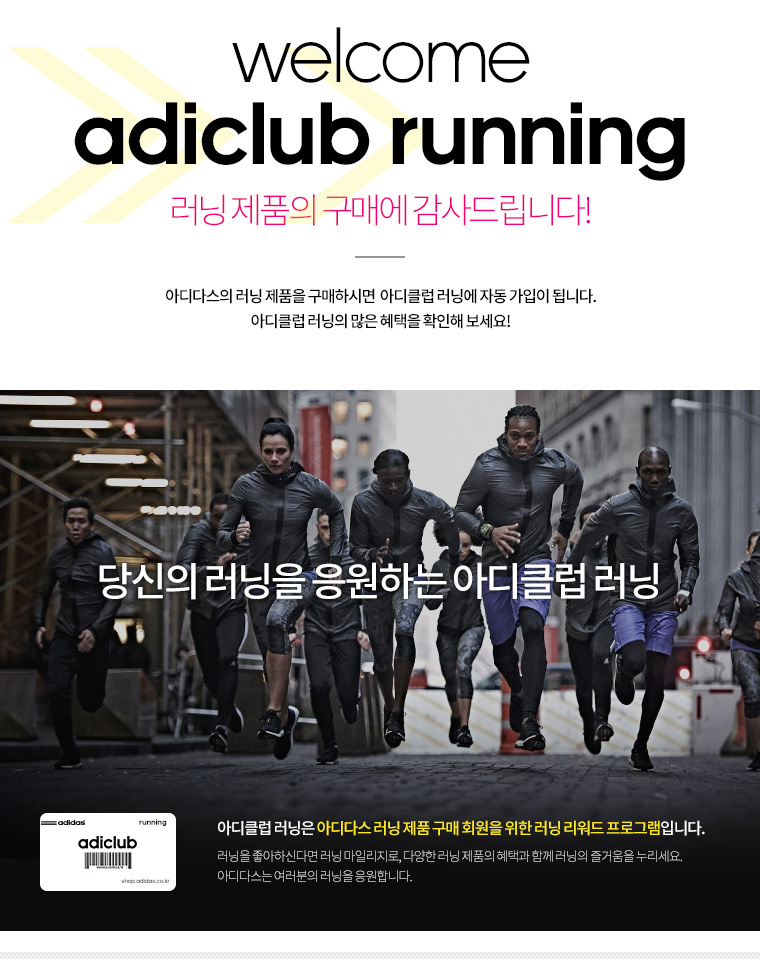 welcome
adiclub running
러닝 제품의 구매에 감사드립니다!
아디다스의 러닝 제품을 구매하시면 아디클럽 러닝에 자동 가입이 됩니다.
아디클럽 러닝의 많은 혜택을 확인해 보세요!
당신의 러닝을 응원하는 아디클럽 러닝
adidas running
adiclub
shop.adidas.co.kr
아디클럽 러닝은 아디다스 러닝 제품 구매 회원을 위한 러닝 리워드 프로그램입니다.
러닝을 좋아하신다면 러닝 마일리지로, 다양한 러닝 제품의 혜택과 함께 러닝의 즐거움을 누리세요.
아디다스는 여러분의 러닝을 응원합니다.